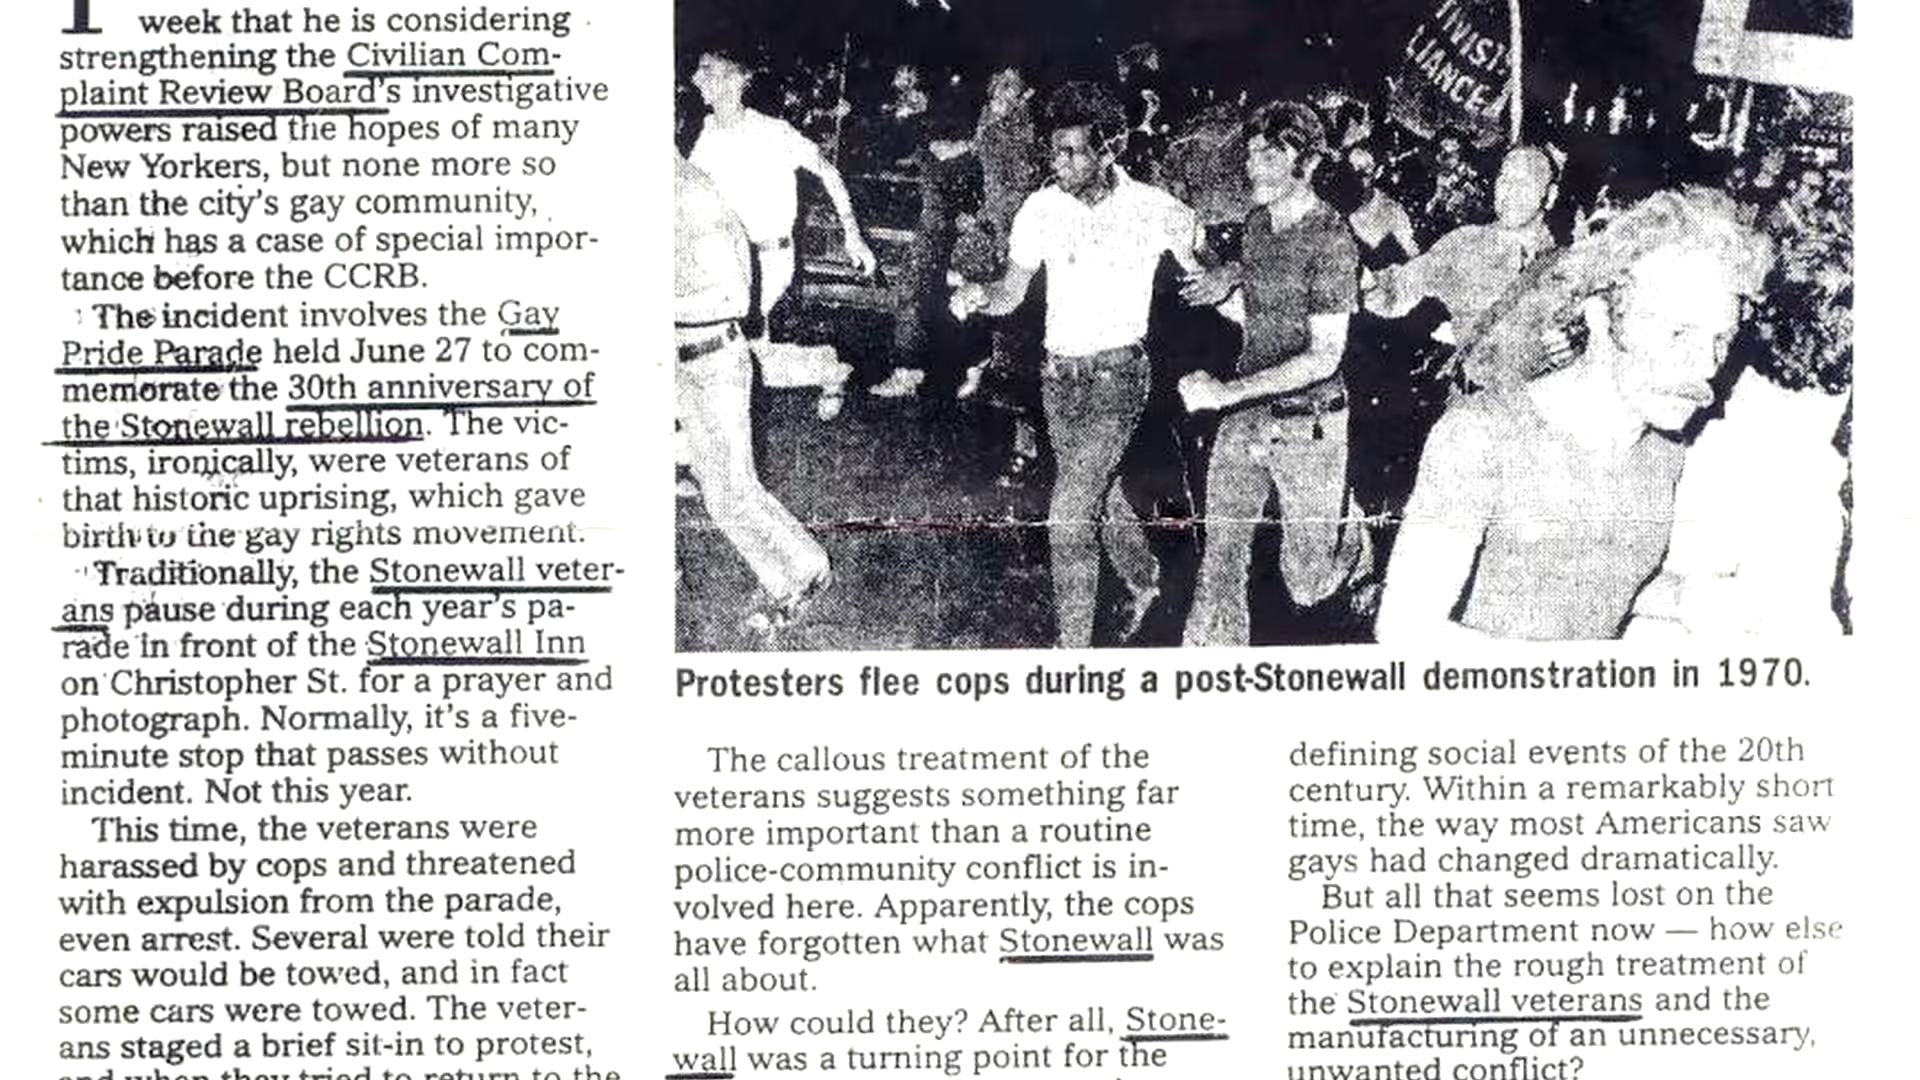 week that he is considering
strengthening the Civilian Com-
plaint Review Board's investigative
powers raised the hopes of many
New Yorkers, but none more so
than the city's gay community,
which has a case of special impor-
tance before the CCRB.
The incident involves the Gay
Pride Parade held June 27 to com-
memorate the 30th anniversary of
the Stonewall rebellion. The vic-
tims, ironically, were veterans of
that historic uprising, which gave
birth to the gay rights movement.
Traditionally, the Stonewall veter-
ans pause during each year's pa-
rade in front of the Stonewall Inn
on Christopher St. for a prayer and
photograph. Normally, it's a five-
minute stop that passes without
incident. Not this year.
This time, the veterans were
harassed by cops and threatened
with expulsion from the parade,
even arrest. Several were told their
cars would be towed, and in fact
some cars were towed. The veter-
ans staged a brief sit-in to protest,
and when they tried to return to the
TIVIST
LIANCE
Protesters flee cops during a post-Stonewall demonstration in 1970.
The callous treatment of the
veterans suggests something far
more important than a routine
police-community conflict is in-
volved here. Apparently, the cops
have forgotten what Stonewall was
all about.
How could they? After all, Stone-
wall was a turning point for the
defining social events of the 20th
century. Within a remarkably short
time, the way most Americans saw
gays had changed dramatically.
But all that seems lost on the
Police Department now — how else
to explain the rough treatment of
the Stonewall veterans and the
manufacturing of an unnecessary,
unwanted conflict?